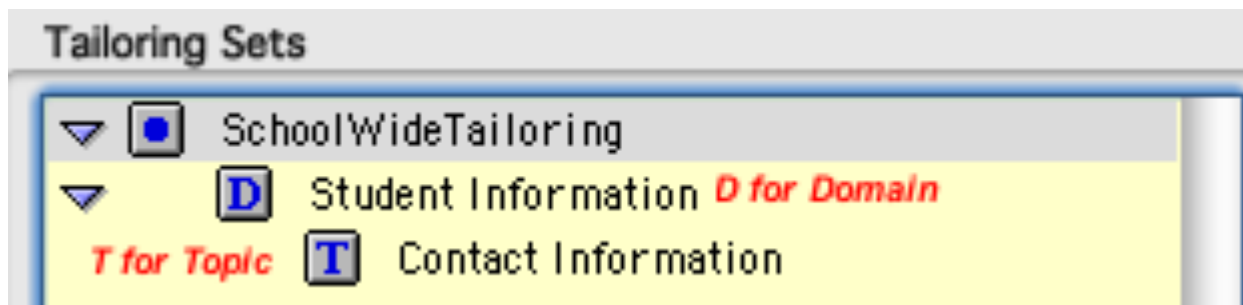 Tailoring Sets
SchoolWideTailoring
D Student Information D for Domain
T for Topic T Contact Information